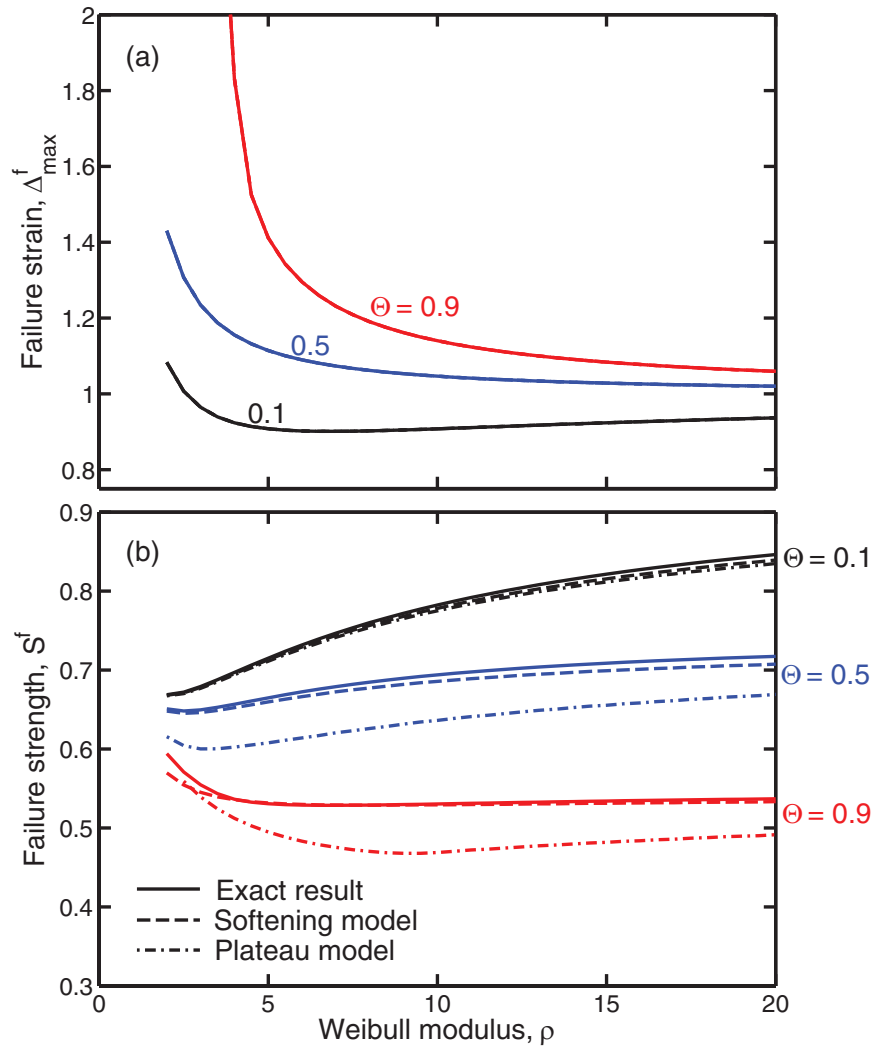 (a)
Failure strain, Δ^f_max
2
1.8
1.6
1.4
1.2
1
0.8
Θ = 0.9
0.5
0.1
(b)
Failure strength, S^f
0.9
0.8
0.7
0.6
0.5
0.4
0.3
Θ = 0.1
Θ = 0.5
Θ = 0.9
Exact result
Softening model
Plateau model
0 5 10 15 20
Weibull modulus, ρ